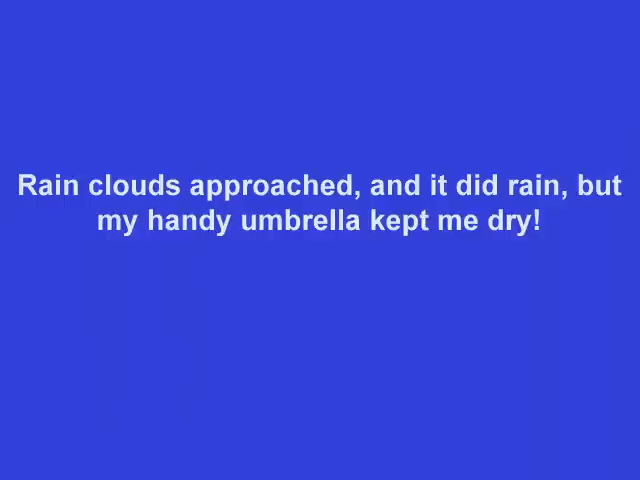 Rain clouds approached, and it did rain, but
my handy umbrella kept me dry!